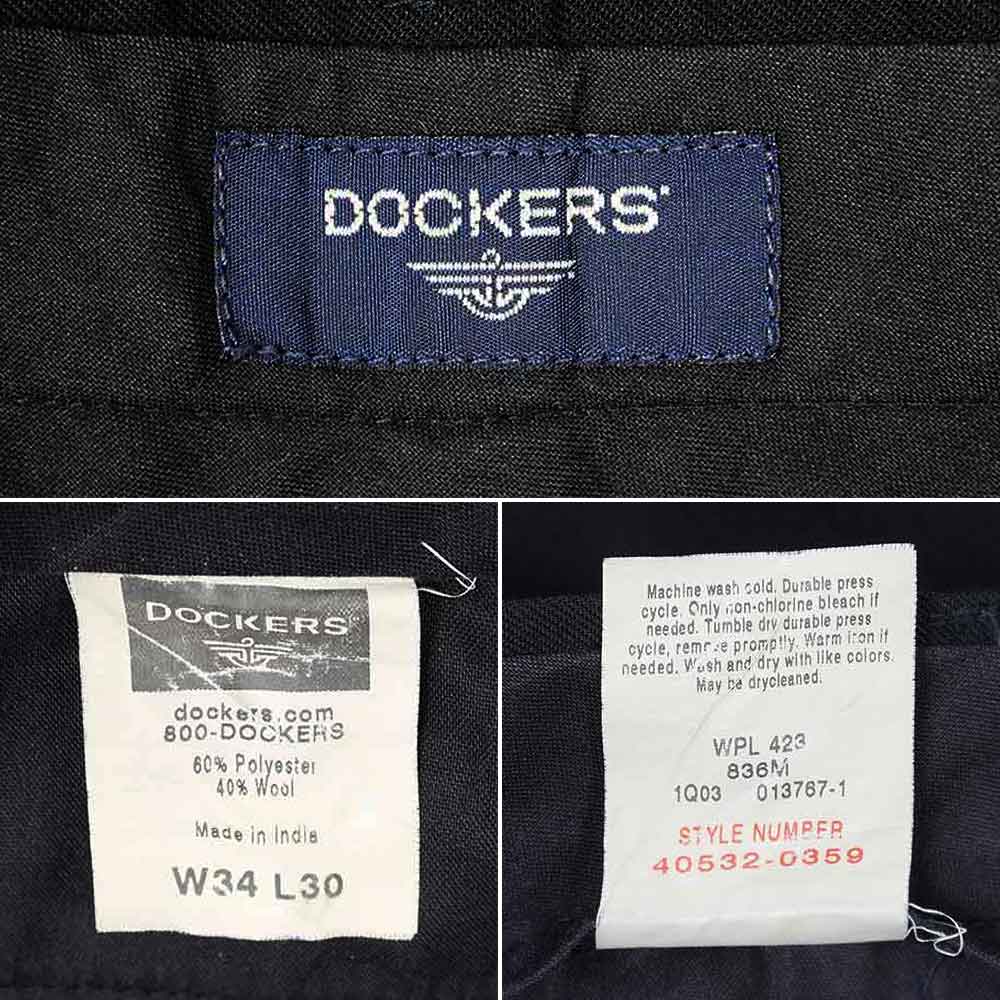 DOCKERS®
DOCKERS®
dockers.com
800-DOCKERS
60% Polyester
40% Wool
Made in India
W34 L30
Machine wash cold. Durable press
cycle. Only non-chlorine bleach if
needed. Tumble dry durable press
cycle, remove promptly. Warm iron if
needed. Wash and dry with like colors.
May be drycleaned.
WPL 423
836M
1Q03 013767-1
STYLE NUMBER
40532-0359